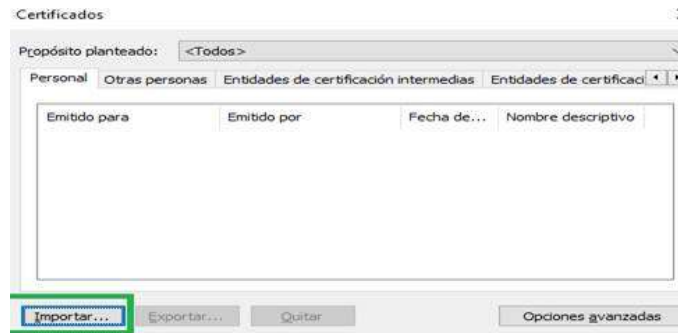 Certificados
Propósito planteado: <Todos>
Personal Otras personas Entidades de certificación intermedias Entidades de certificaci
Emitido para Emitido por Fecha de... Nombre descriptivo
Importar... Exportar... Quitar Opciones avanzadas